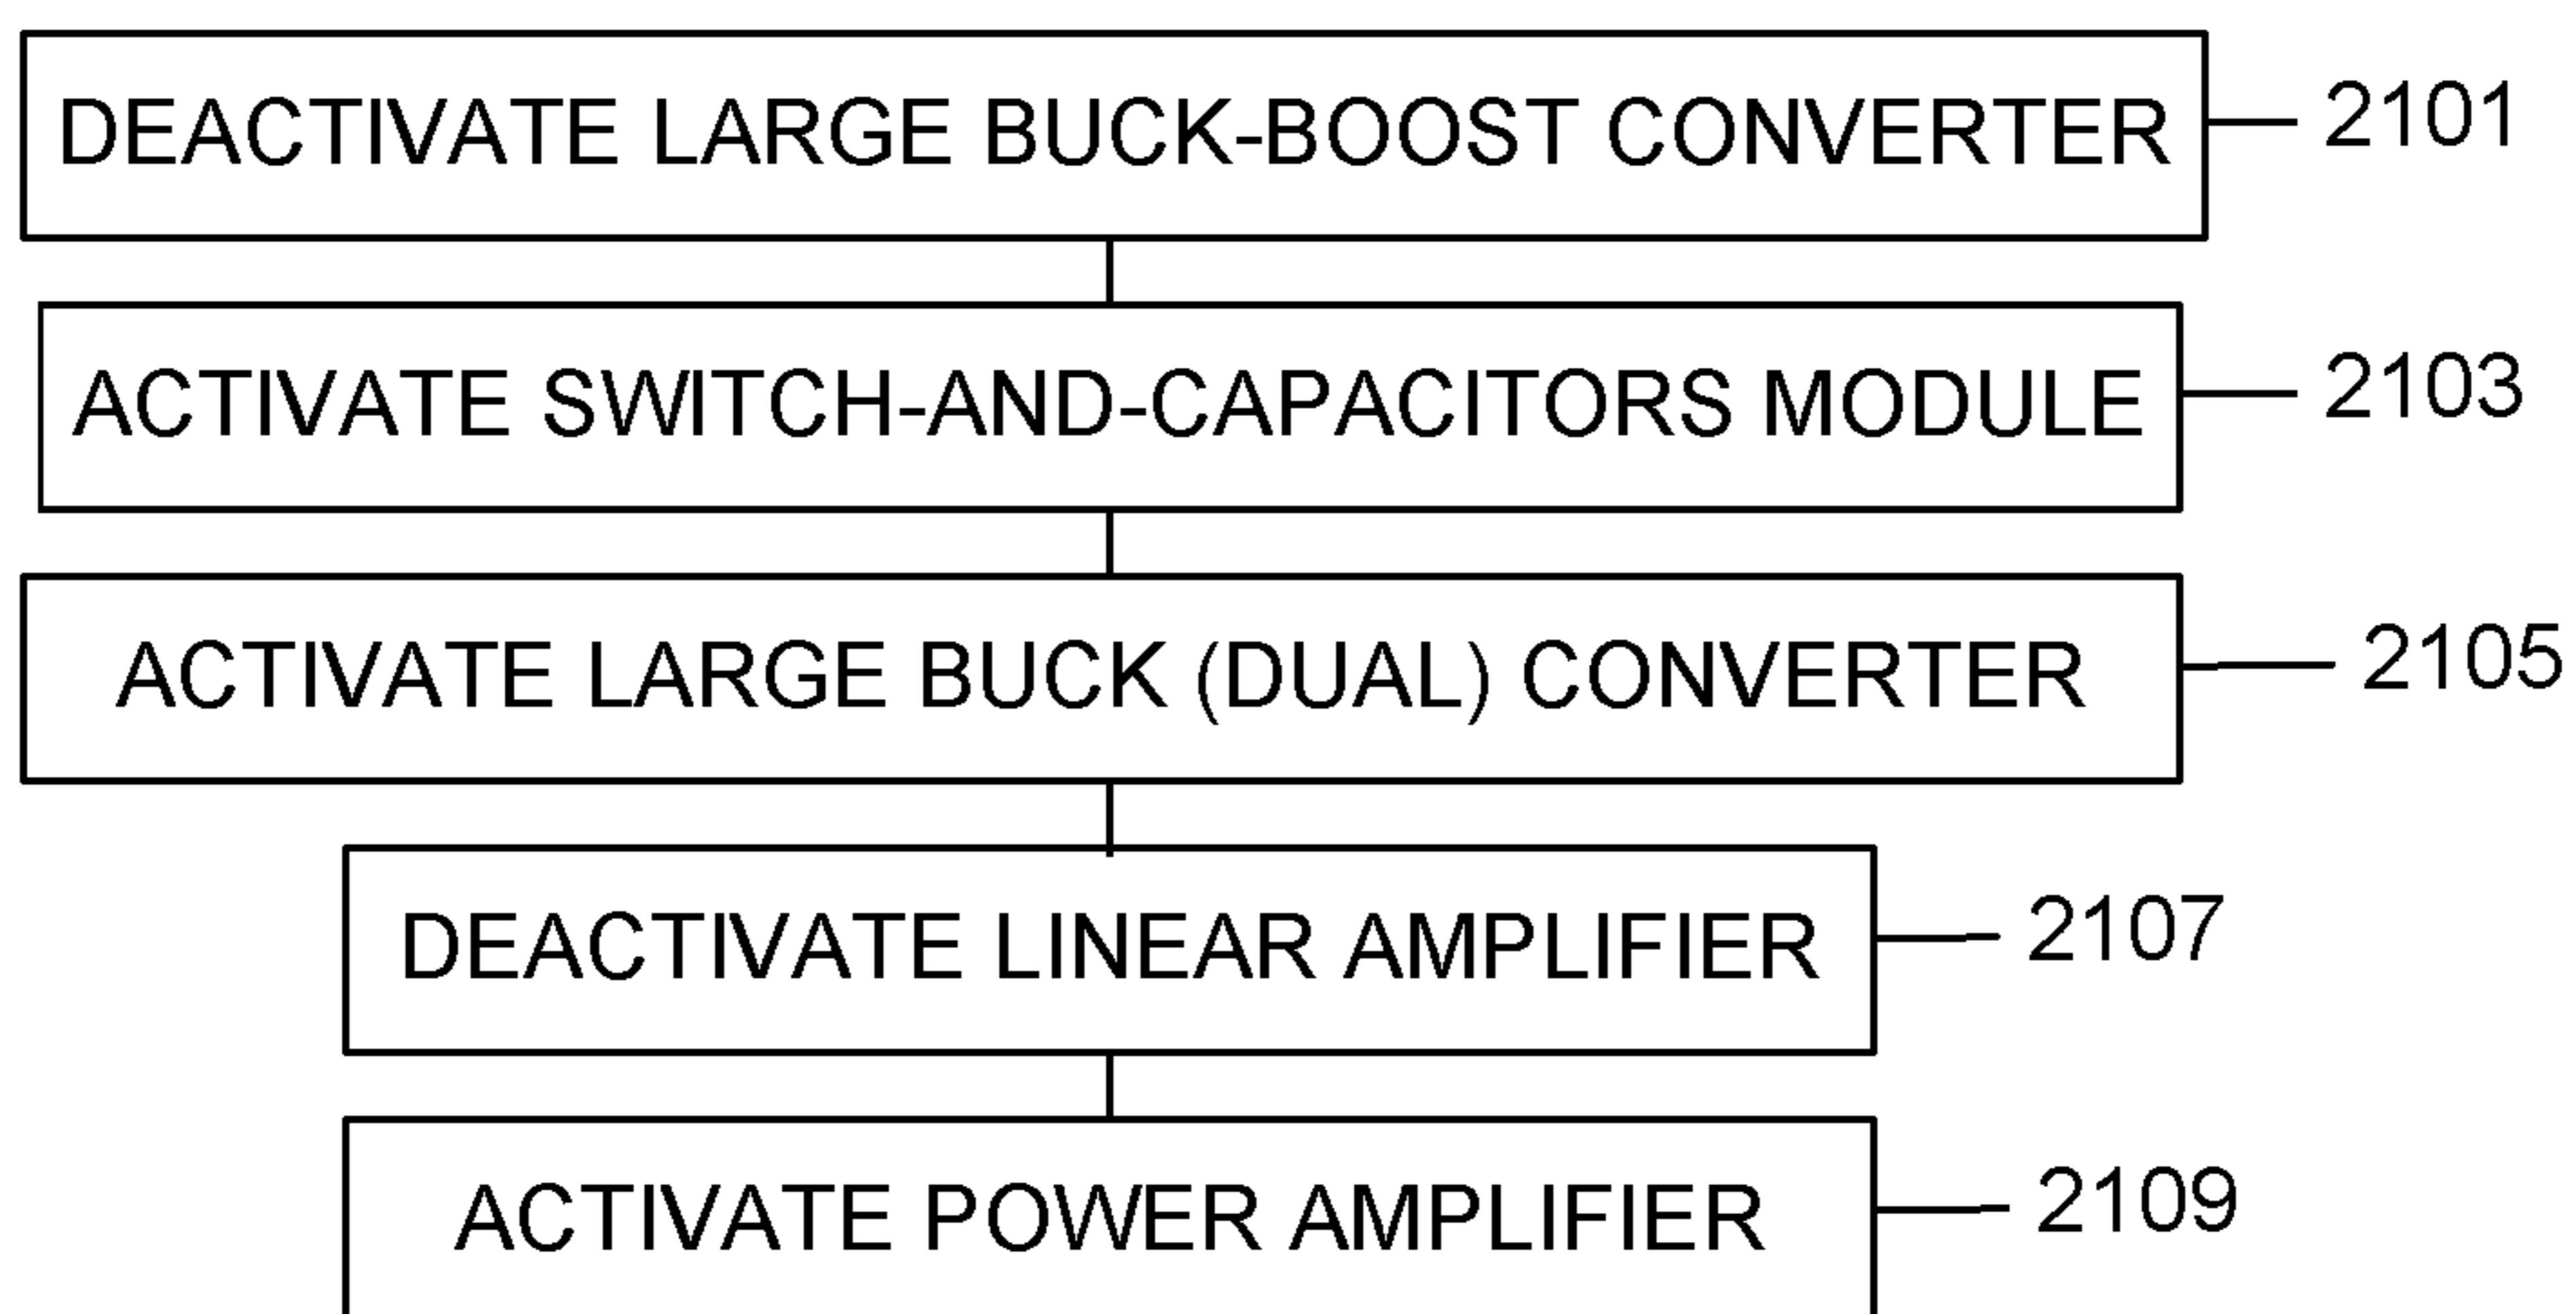 DEACTIVATE LARGE BUCK-BOOST CONVERTER 2101
ACTIVATE SWITCH-AND-CAPACITORS MODULE 2103
ACTIVATE LARGE BUCK (DUAL) CONVERTER 2105
DEACTIVATE LINEAR AMPLIFIER 2107
ACTIVATE POWER AMPLIFIER 2109